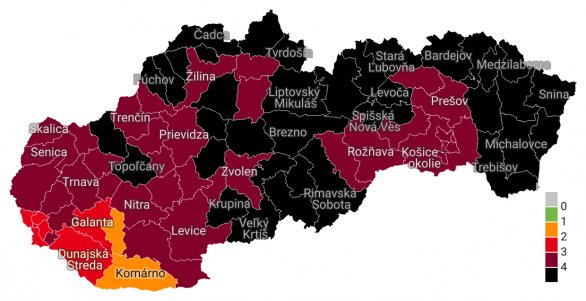 Čadca
Tvrdošín
Stará
Ľubovňa
Bardejov
Medzilaborce
Púchov
Žilina
Liptovský
Mikuláš
Levoča
Prešov
Snina
Trenčín
Prievidza
Brezno
Spišská
Nová Ves
Skalica
Senica
Topoľčany
Zvolen
Rožňava
Košice
okolie
Michalovce
Trebišov
Trnava
Nitra
Krupina
Rimavská
Sobota
Galanta
Levice
Veľký
Krtíš
Dunajská
Streda
Komárno
0
1
2
3
4